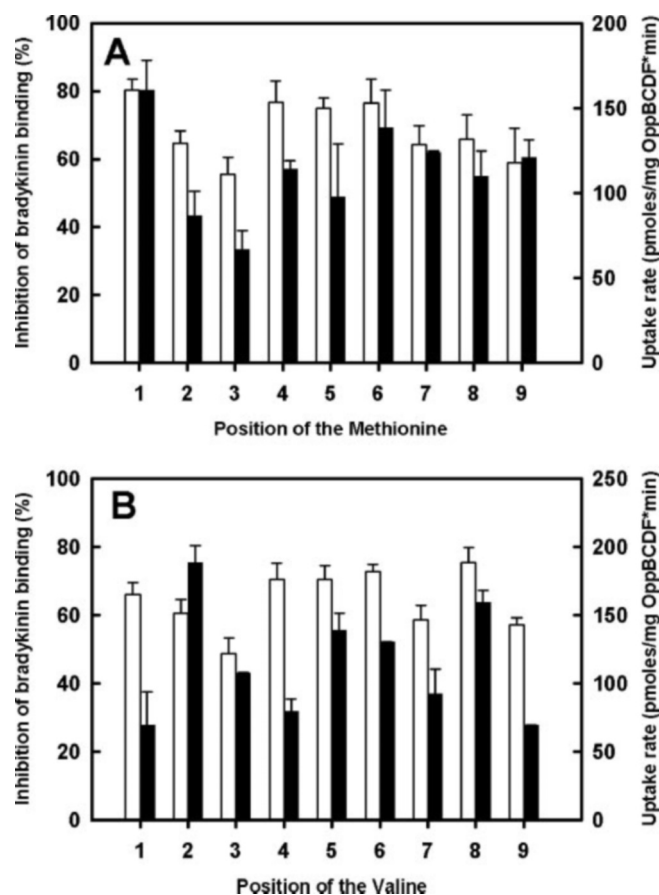 A
Inhibition of bradykinin binding (%)
100
80
60
40
20
0
Uptake rate (pmoles/mg OppBCDF*min)
200
150
100
50
0
1 2 3 4 5 6 7 8 9
Position of the Methionine
B
Inhibition of bradykinin binding (%)
100
80
60
40
20
0
Uptake rate (pmoles/mg OppBCDF*min)
250
200
150
100
50
0
1 2 3 4 5 6 7 8 9
Position of the Valine